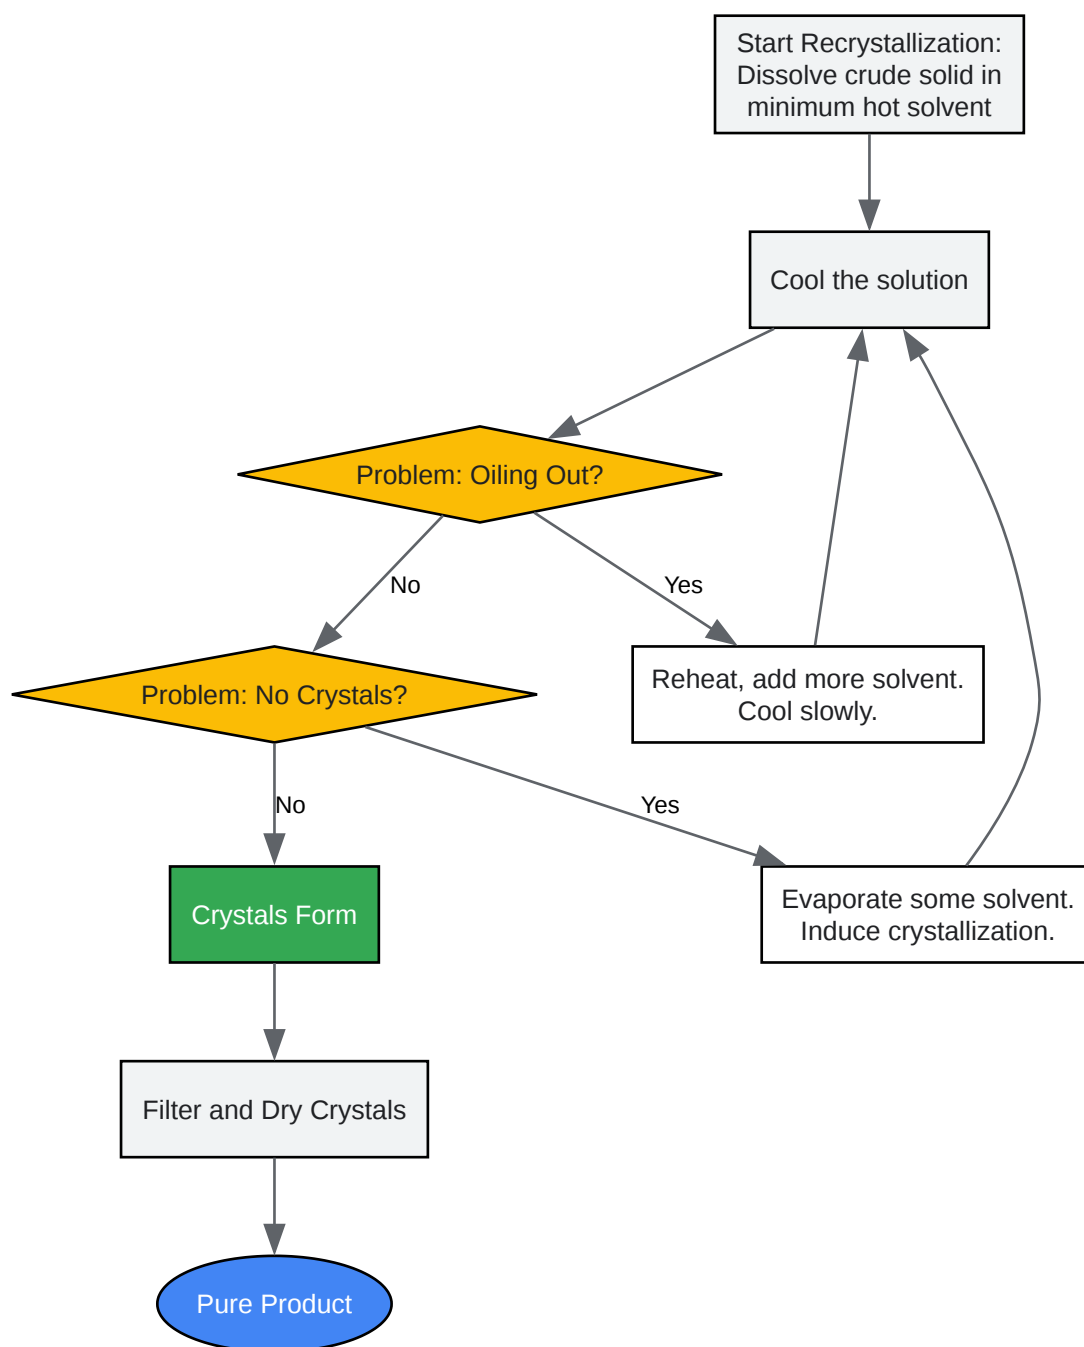 Start Recrystallization:
Dissolve crude solid in
minimum hot solvent
Cool the solution
Problem: Oiling Out?
No
Yes
Reheat, add more solvent.
Cool slowly.
Problem: No Crystals?
No
Yes
Crystals Form
Evaporate some solvent.
Induce crystallization.
Filter and Dry Crystals
Pure Product